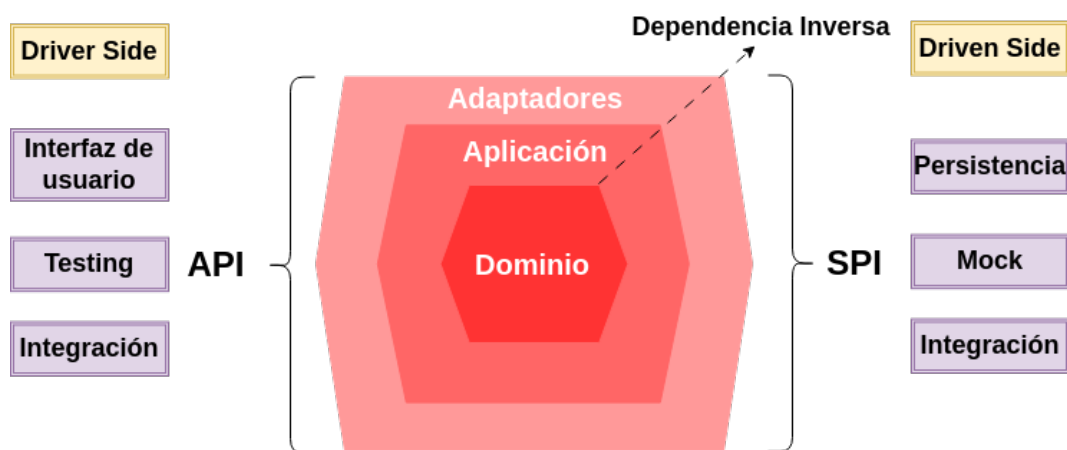 Dependencia Inversa
Driver Side
Driven Side
Adaptadores
Interfaz de
usuario
Aplicación
Persistencia
Testing
API
Dominio
SPI
Mock
Integración
Integración